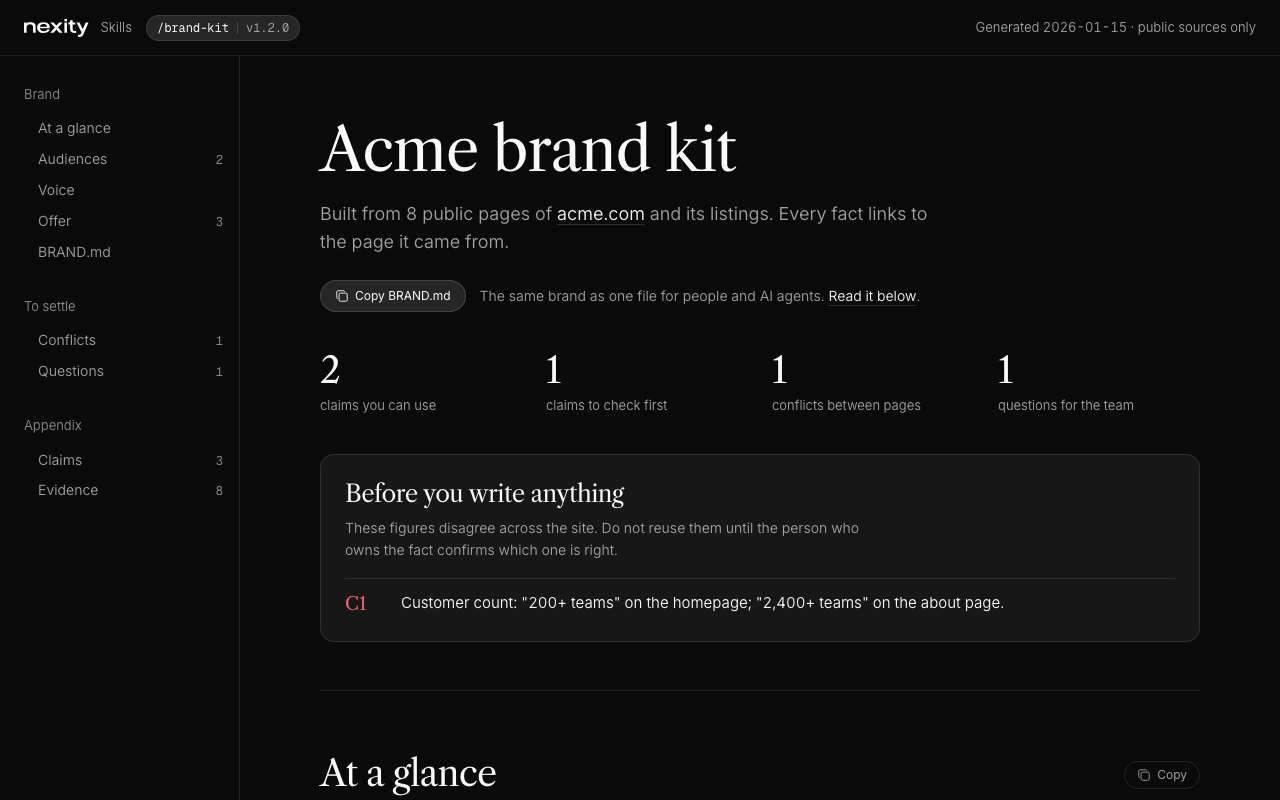 nexity Skills /brand-kit | v1.2.0
Generated 2026-01-15 · public sources only
Brand
At a glance
Audiences 2
Voice
Offer 3
BRAND.md
To settle
Conflicts 1
Questions 1
Appendix
Claims 3
Evidence 8
Acme brand kit
Built from 8 public pages of acme.com and its listings. Every fact links to
the page it came from.
Copy BRAND.md The same brand as one file for people and AI agents. Read it below.
2
claims you can use
1
claims to check first
1
conflicts between pages
1
questions for the team
Before you write anything
These figures disagree across the site. Do not reuse them until the person who
owns the fact confirms which one is right.
C1 Customer count: "200+ teams" on the homepage; "2,400+ teams" on the about page.
At a glance
Copy